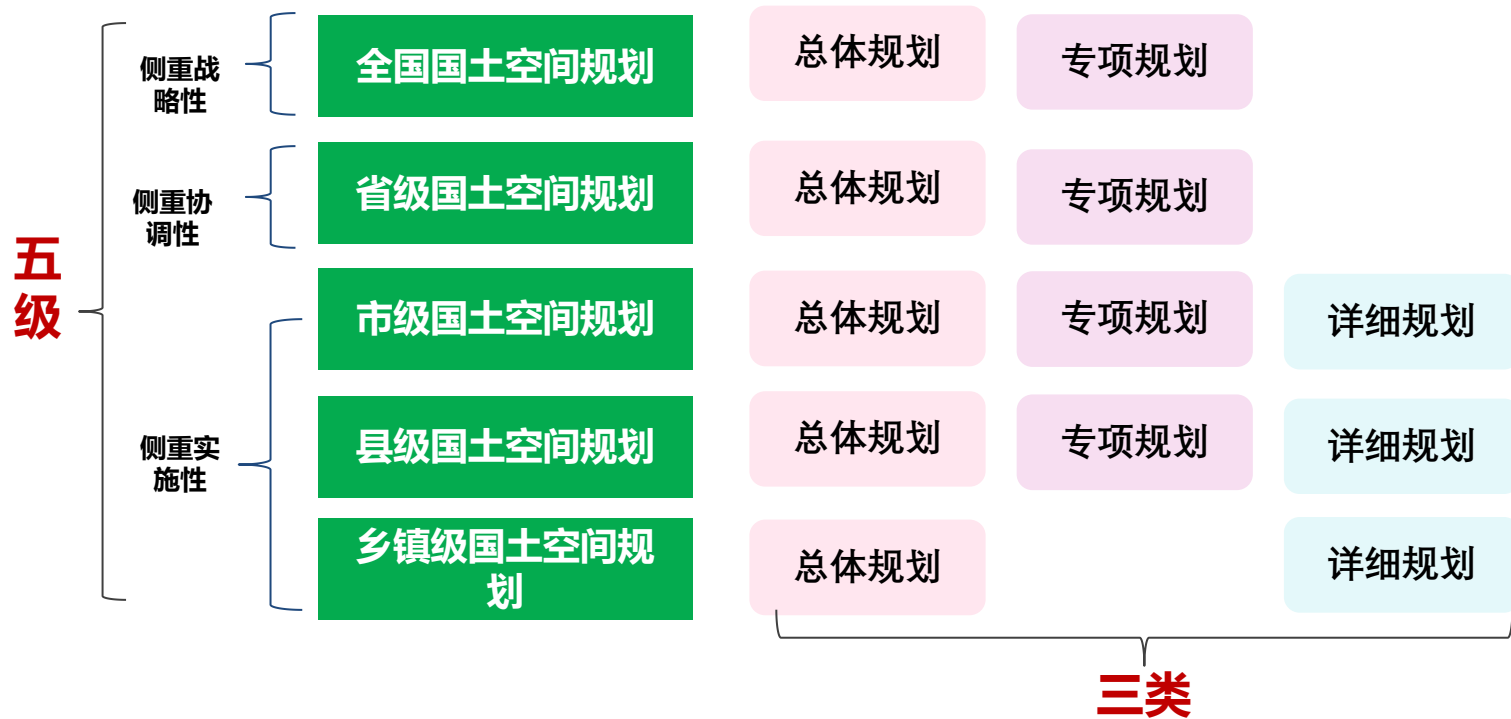 侧重战
略性
全国国土空间规划
总体规划
专项规划
侧重协
调性
省级国土空间规划
总体规划
专项规划
五
级
市级国土空间规划
总体规划
专项规划
详细规划
侧重实
施性
县级国土空间规划
总体规划
专项规划
详细规划
乡镇级国土空间规
划
总体规划
详细规划
三类